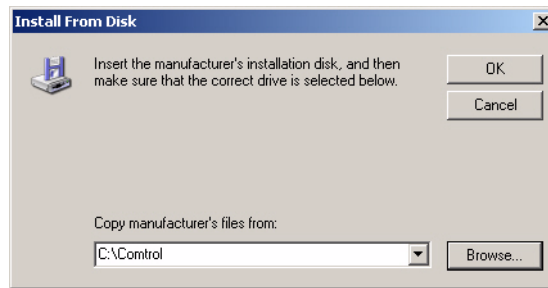 Install From Disk
Insert the manufacturer's installation disk, and then
make sure that the correct drive is selected below.
OK
Cancel
Copy manufacturer's files from:
C:\Comtrol
Browse...